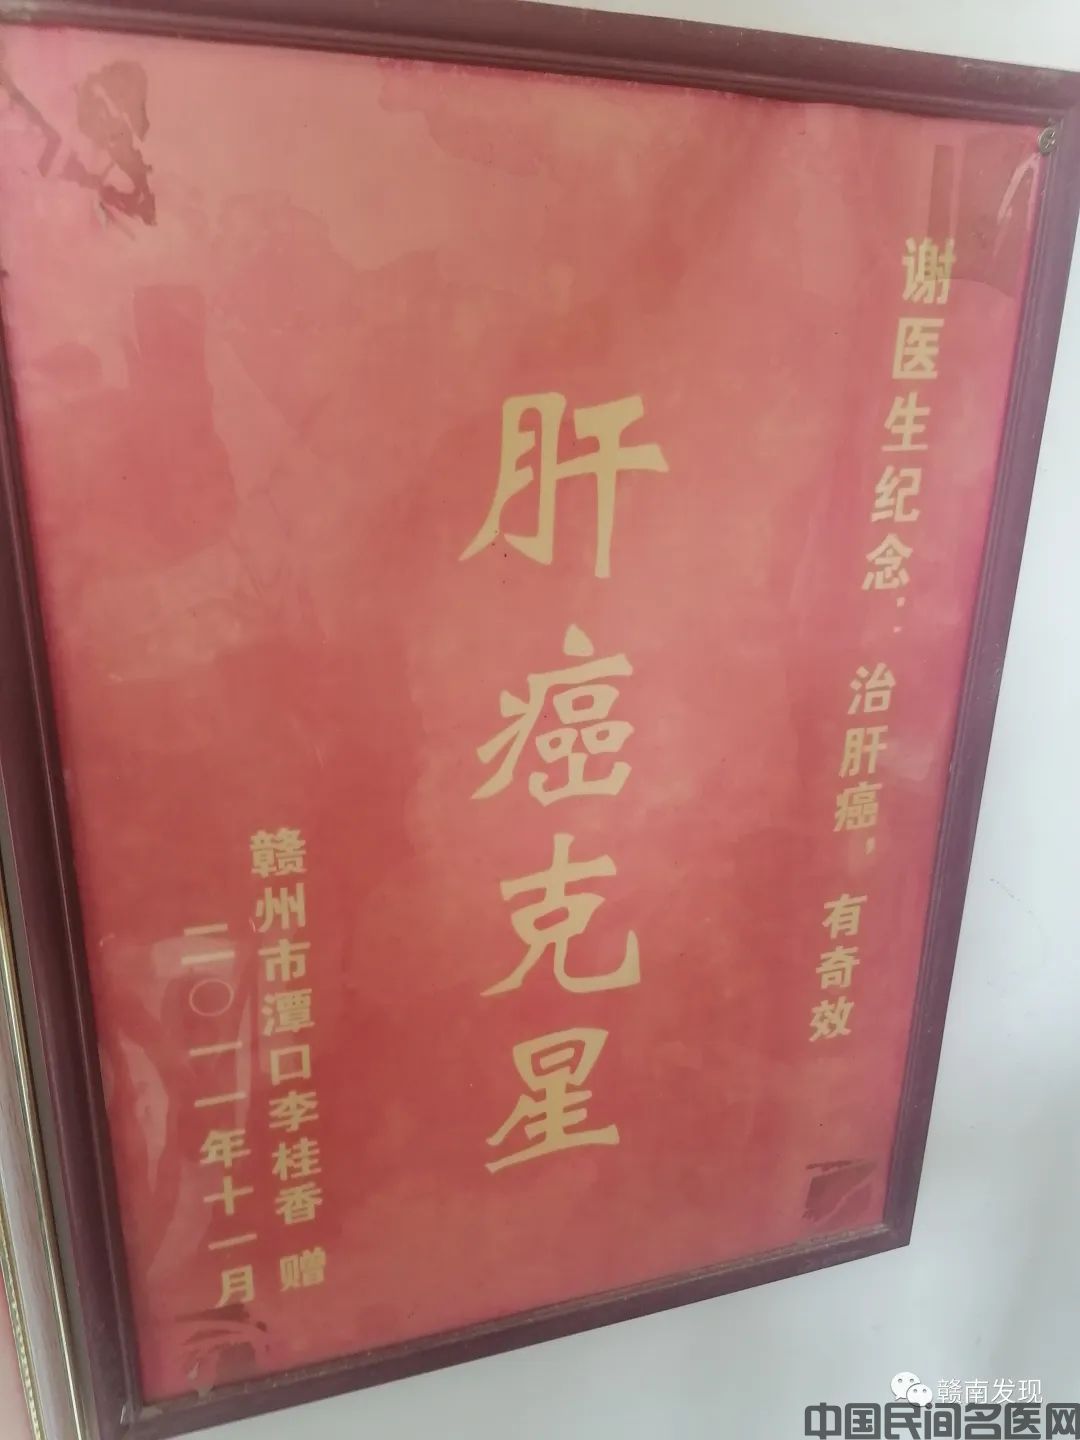 谢医生纪念：治肝癌，有奇效
肝癌克星
赣州市潭口李桂香 赠
二〇一一年十一月
赣南发现
中国民间名医网